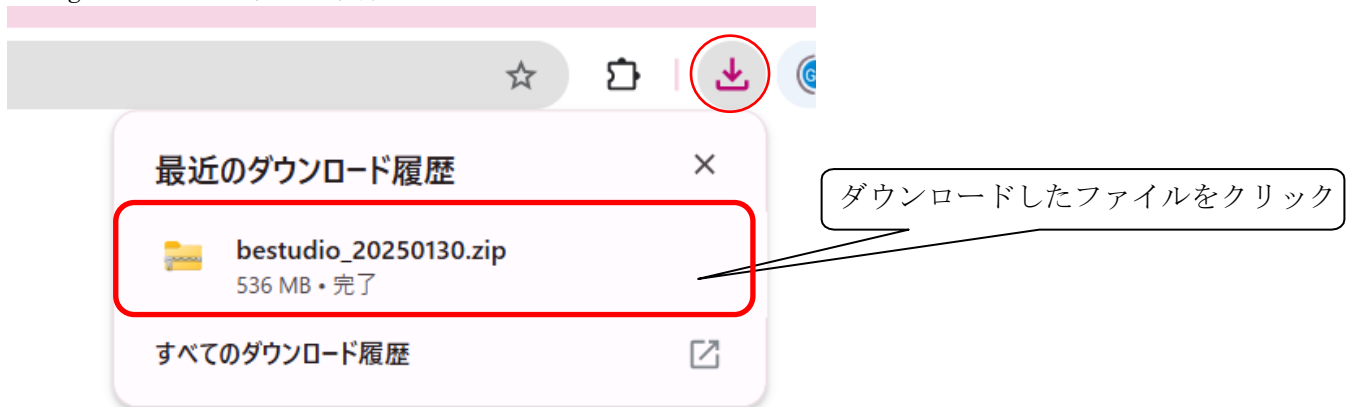 最近のダウンロード履歴
ダウンロードしたファイルをクリック
bestudio_20250130.zip
536 MB • 完了
すべてのダウンロード履歴